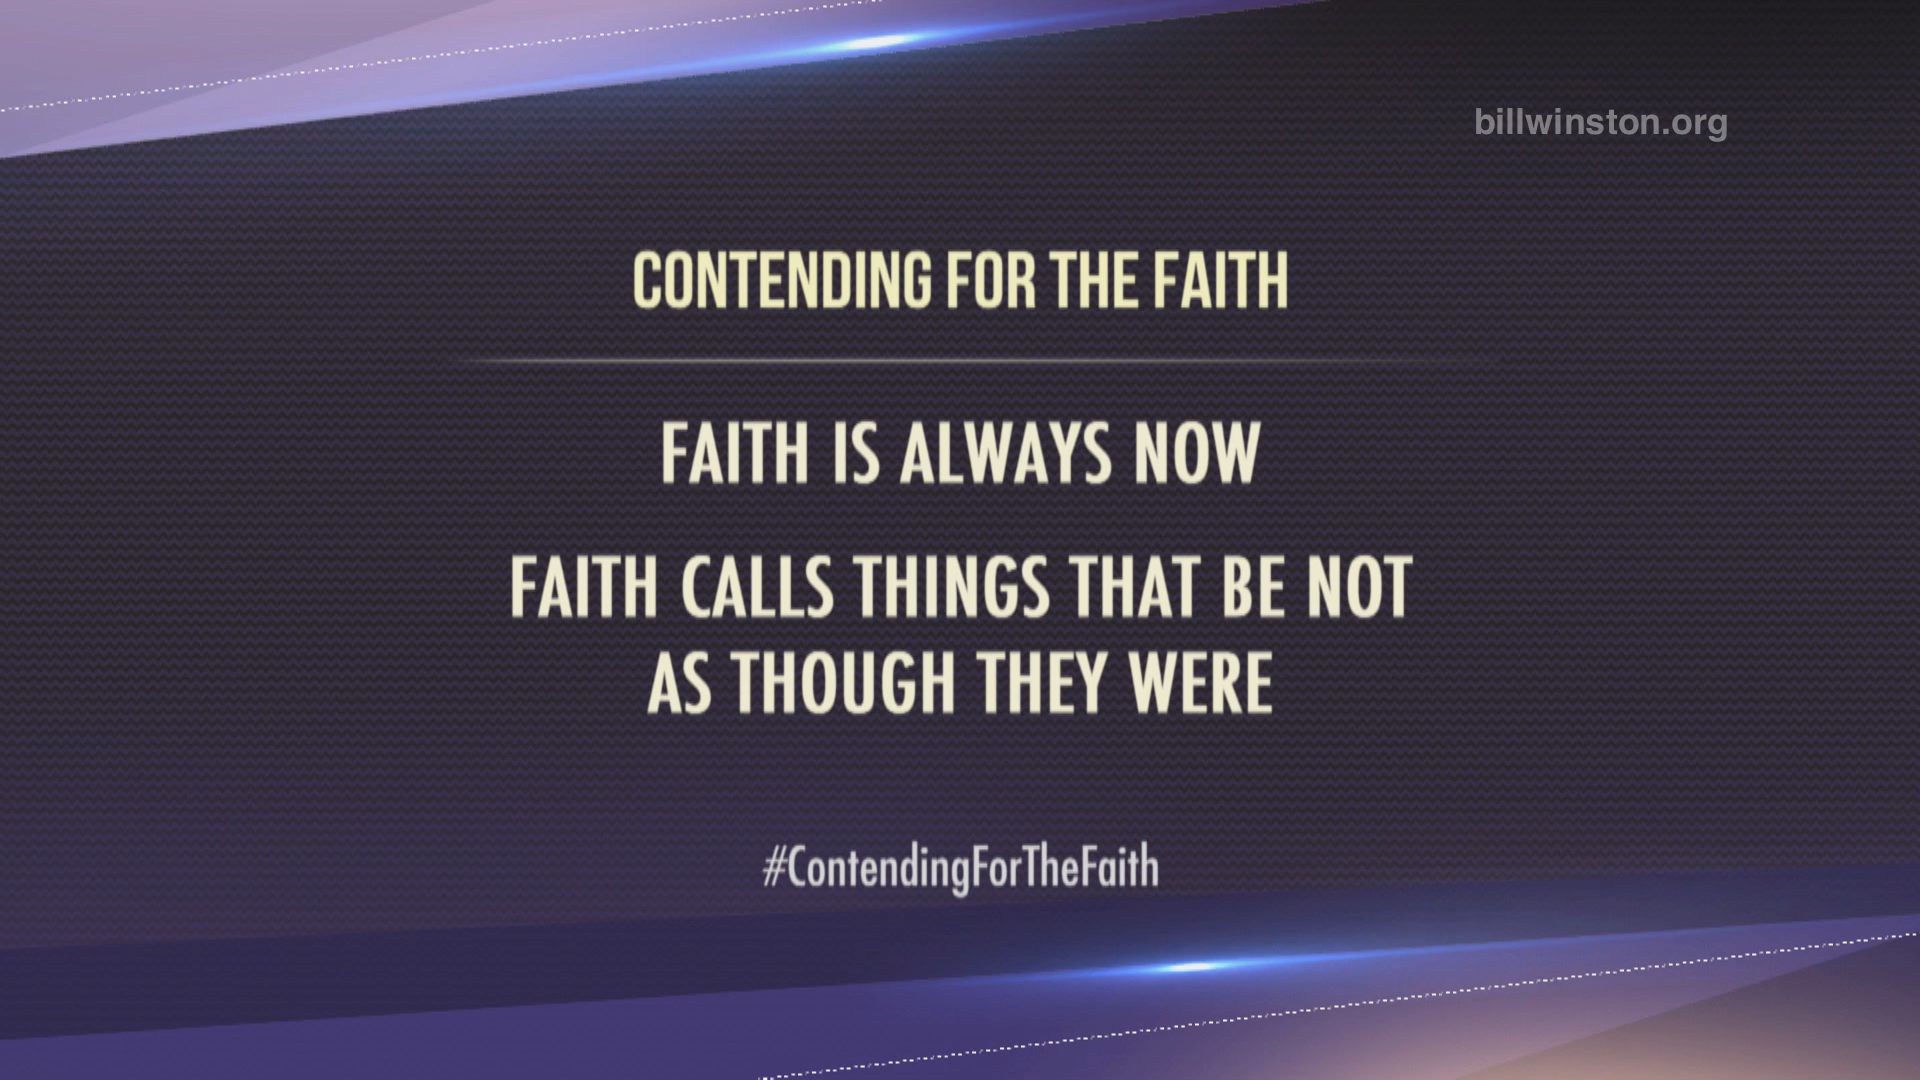 billwinston.org
CONTENDING FOR THE FAITH
FAITH IS ALWAYS NOW
FAITH CALLS THINGS THAT BE NOT
AS THOUGH THEY WERE
#ContendingForTheFaith